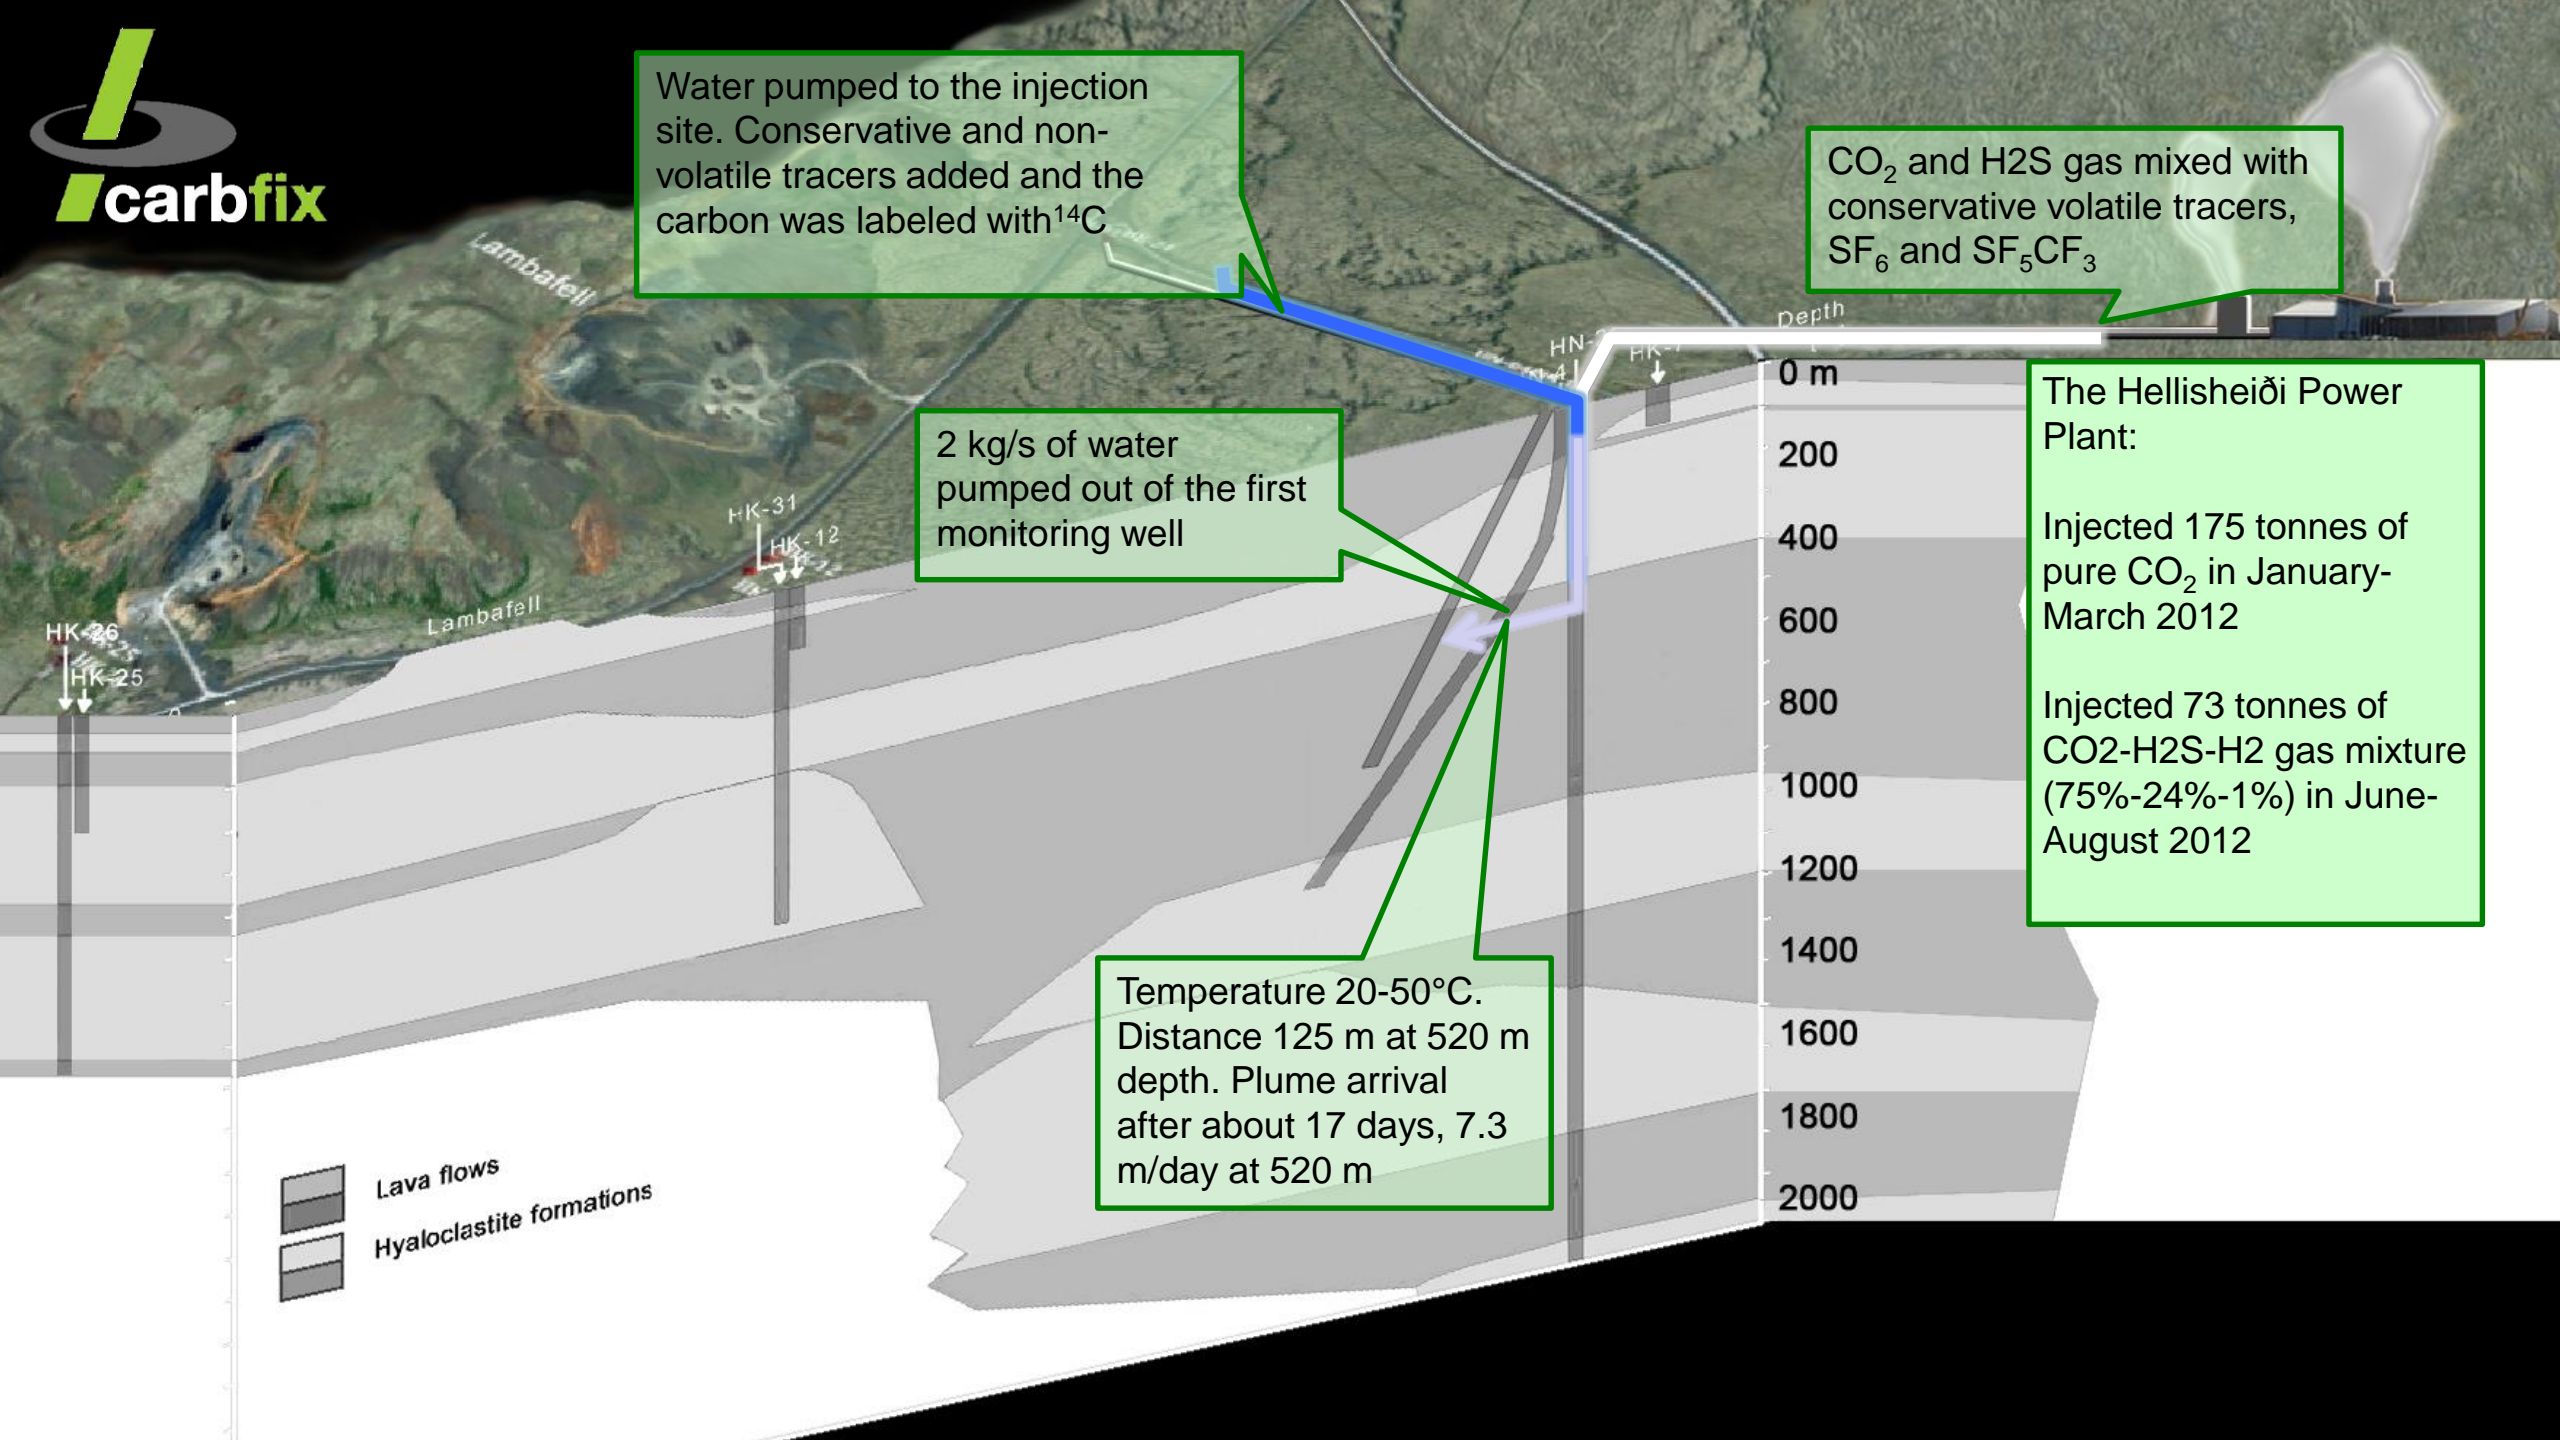 carbfix
Water pumped to the injection
site. Conservative and non-
volatile tracers added and the
carbon was labeled with¹⁴C
CO₂ and H2S gas mixed with
conservative volatile tracers,
SF₆ and SF₅CF₃
Lambafell
Depth
HN-
2 kg/s of water
pumped out of the first
monitoring well
The Hellisheiði Power
Plant:
Injected 175 tonnes of
pure CO₂ in January-
March 2012
Injected 73 tonnes of
CO2-H2S-H2 gas mixture
(75%-24%-1%) in June-
August 2012
HK-31
HK-12
Lambafell
HK-26
HK-25
0 m
200
400
600
800
1000
1200
1400
1600
1800
2000
Temperature 20-50°C.
Distance 125 m at 520 m
depth. Plume arrival
after about 17 days, 7.3
m/day at 520 m
Lava flows
Hyaloclastite formations